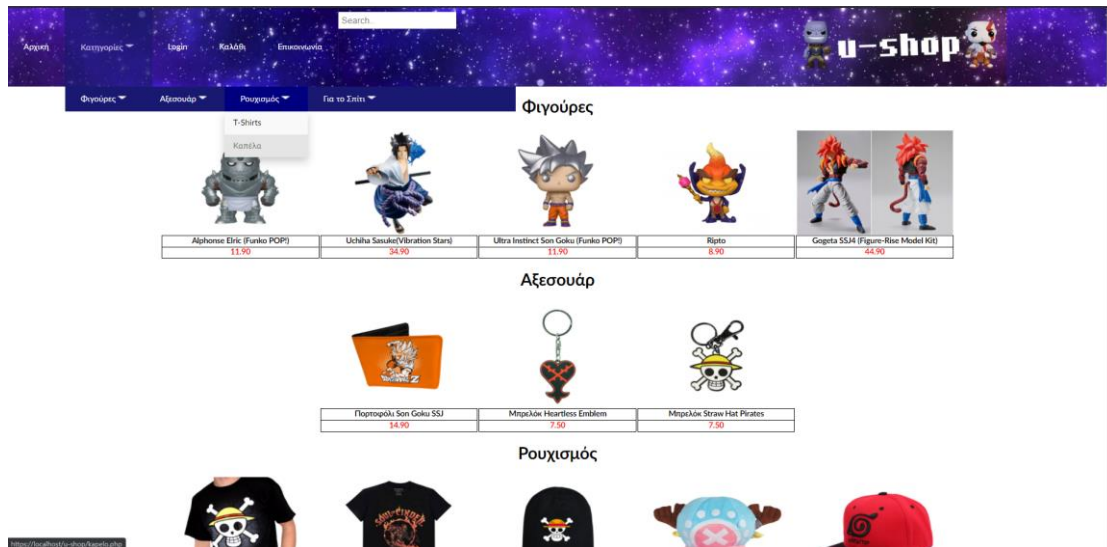 Search..
Αρχική Κατηγορίες Login Καλάθι Επικοινωνία
u-shop
Φιγούρες Αξεσουάρ Ρουχισμός Για το Σπίτι
T-Shirts
Καπέλα
Φιγούρες
Alphonse Elric (Funko POP!) Uchiha Sasuke(Vibration Stars) Ultra Instinct Son Goku (Funko POP!) Ripto Gogeta SSJ4 (Figure-Rise Model Kit)
11.90 34.90 11.90 8.90 44.90
Αξεσουάρ
Πορτοφόλι Son Goku SSJ Μπρελόκ Heartless Emblem Μπρελόκ Straw Hat Pirates
14.90 7.50 7.50
Ρουχισμός
https://localhost/u-shop/kapelo.php